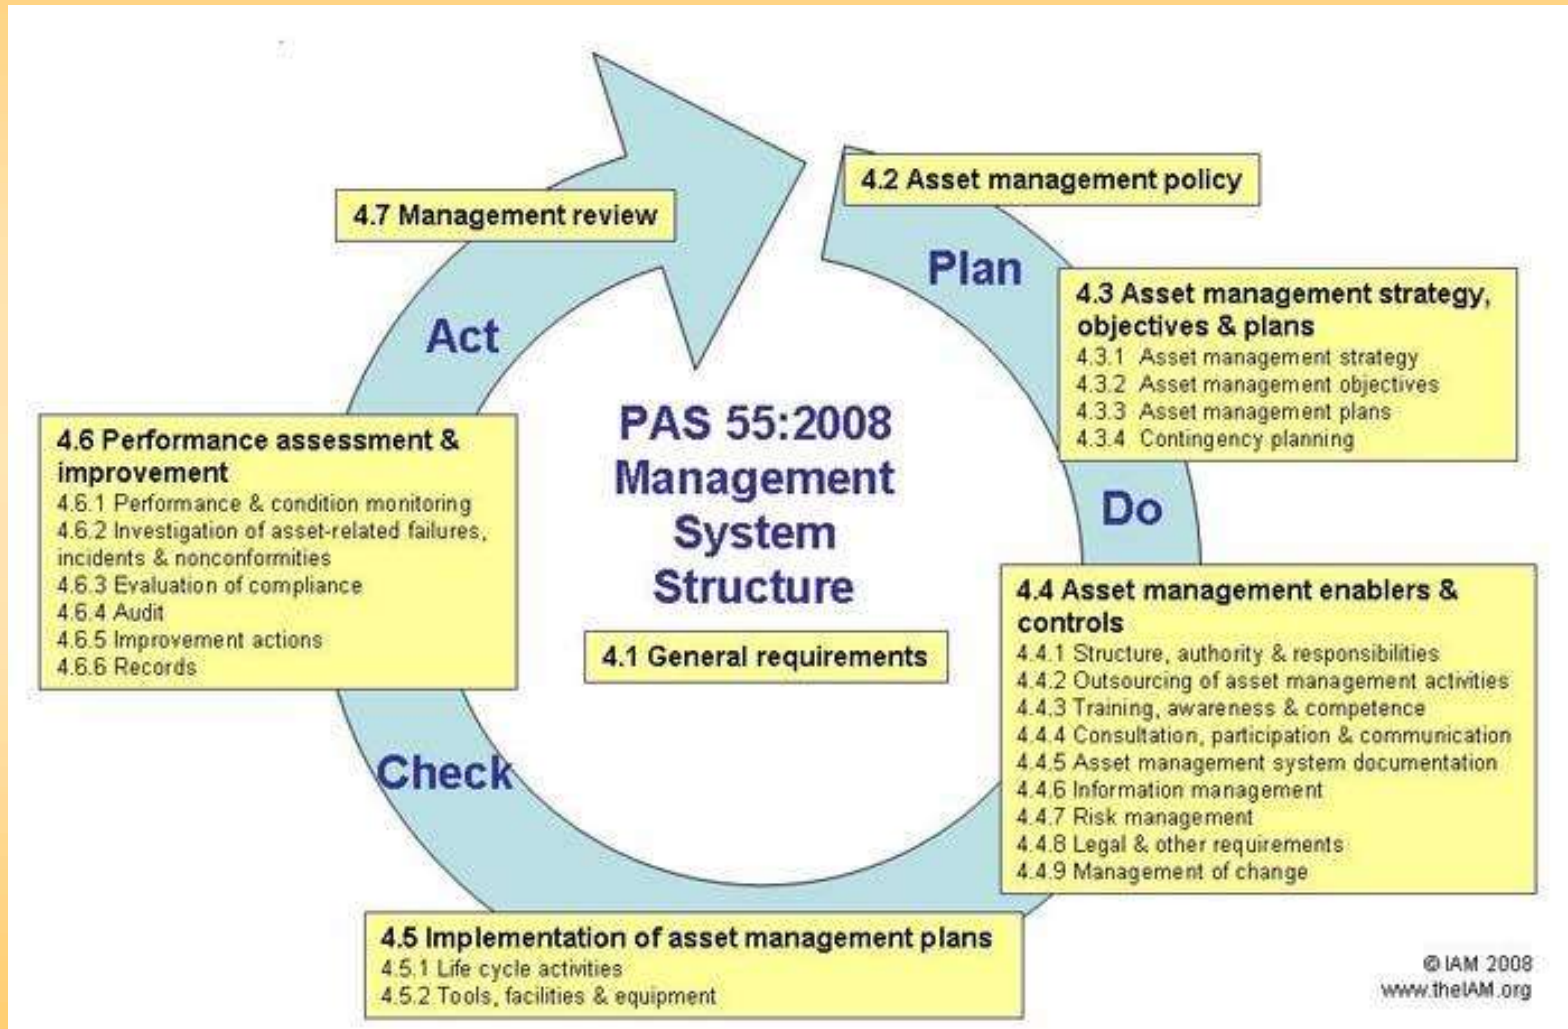 4.7 Management review
4.2 Asset management policy
Plan
4.3 Asset management strategy,
objectives & plans
4.3.1 Asset management strategy
4.3.2 Asset management objectives
4.3.3 Asset management plans
4.3.4 Contingency planning
Act
PAS 55:2008
Management
System
Structure
4.1 General requirements
Do
4.4 Asset management enablers &
controls
4.4.1 Structure, authority & responsibilities
4.4.2 Outsourcing of asset management activities
4.4.3 Training, awareness & competence
4.4.4 Consultation, participation & communication
4.4.5 Asset management system documentation
4.4.6 Information management
4.4.7 Risk management
4.4.8 Legal & other requirements
4.4.9 Management of change
4.6 Performance assessment &
improvement
4.6.1 Performance & condition monitoring
4.6.2 Investigation of asset-related failures,
incidents & nonconformities
4.6.3 Evaluation of compliance
4.6.4 Audit
4.6.5 Improvement actions
4.6.6 Records
Check
4.5 Implementation of asset management plans
4.5.1 Life cycle activities
4.5.2 Tools, facilities & equipment
© IAM 2008
www.theIAM.org